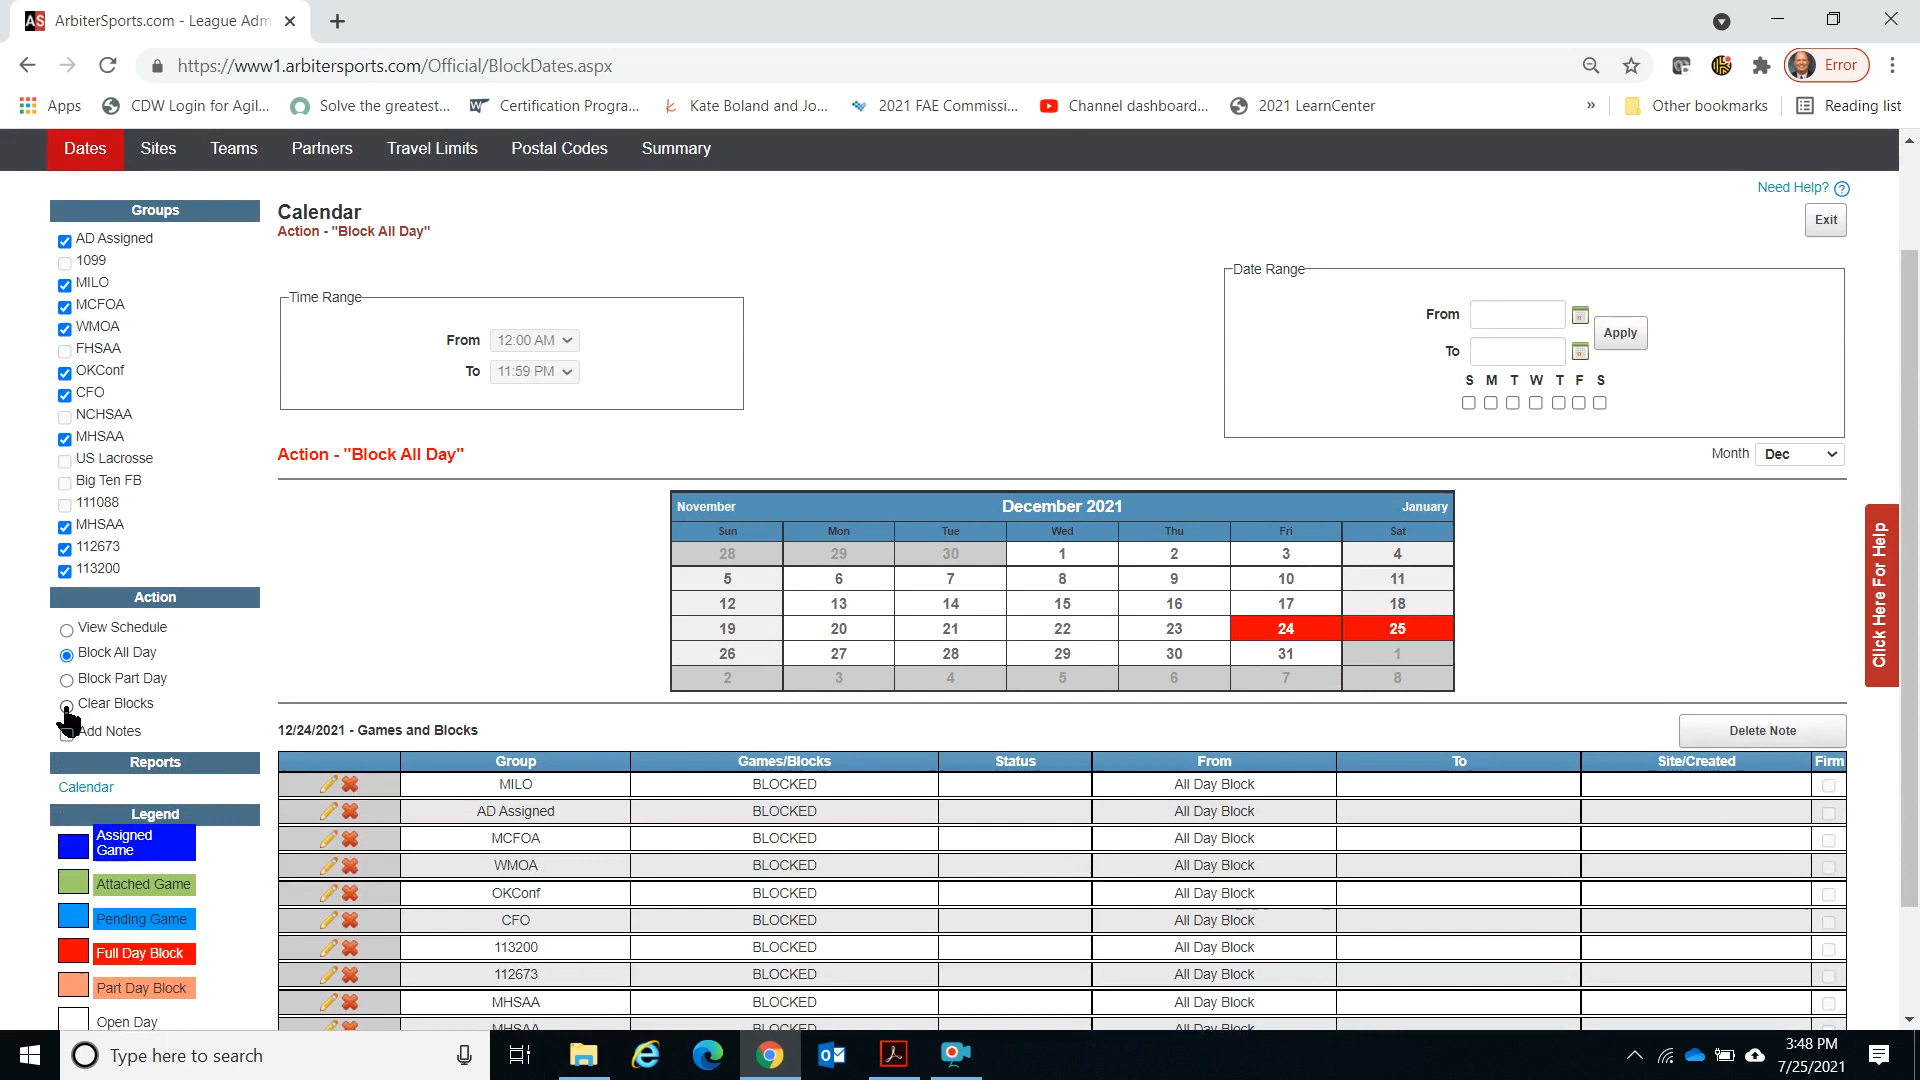 ArbiterSports.com - League Adm
https://www1.arbitersports.com/Official/BlockDates.aspx
Error
Apps
CDW Login for Agil...
Solve the greatest...
Certification Progra...
Kate Boland and Jo...
2021 FAE Commissi...
Channel dashboard...
2021 LearnCenter
»
Other bookmarks
Reading list
Dates
Sites
Teams
Partners
Travel Limits
Postal Codes
Summary
Need Help?
Exit
Groups
AD Assigned
1099
MILO
MCFOA
WMOA
FHSAA
OKConf
CFO
NCHSAA
MHSAA
US Lacrosse
Big Ten FB
111088
MHSAA
112673
113200
Action
View Schedule
Block All Day
Block Part Day
Clear Blocks
Add Notes
Reports
Calendar
Legend
Assigned
Game
Attached Game
Pending Game
Full Day Block
Part Day Block
Open Day
Calendar
Action - "Block All Day"
Time Range
From 12:00 AM
To 11:59 PM
Date Range
From
To
Apply
S M T W T F S
Action - "Block All Day"
Month Dec
November December 2021 January
Sun Mon Tue Wed Thu Fri Sat
28 29 30 1 2 3 4
5 6 7 8 9 10 11
12 13 14 15 16 17 18
19 20 21 22 23 24 25
26 27 28 29 30 31 1
2 3 4 5 6 7 8
12/24/2021 - Games and Blocks
Delete Note
Group Games/Blocks Status From To Site/Created Firm
MILO BLOCKED All Day Block
AD Assigned BLOCKED All Day Block
MCFOA BLOCKED All Day Block
WMOA BLOCKED All Day Block
OKConf BLOCKED All Day Block
CFO BLOCKED All Day Block
113200 BLOCKED All Day Block
112673 BLOCKED All Day Block
MHSAA BLOCKED All Day Block
MHSAA BLOCKED All Day Block
Click Here For Help
Type here to search
3:48 PM
7/25/2021